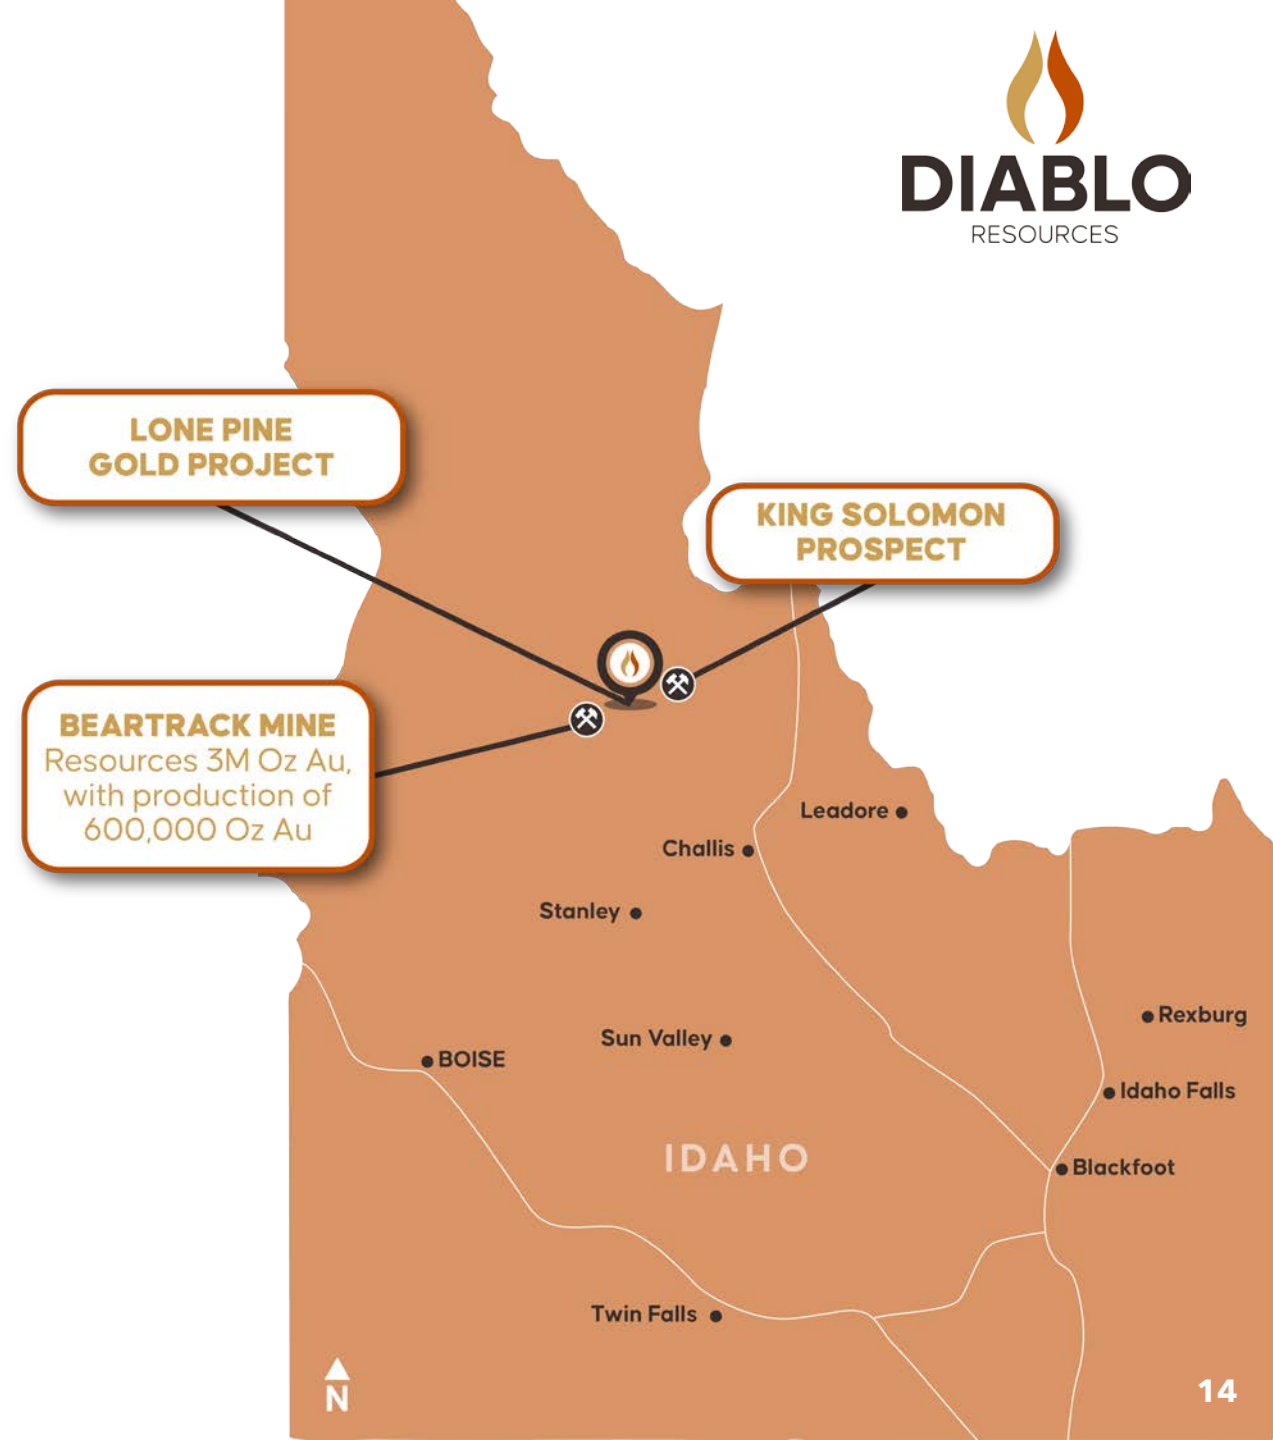 DIABLO
RESOURCES
LONE PINE
GOLD PROJECT
KING SOLOMON
PROSPECT
BEARTRACK MINE
Resources 3M Oz Au,
with production of
600,000 Oz Au
Leadore
Challis
Stanley
Rexburg
Sun Valley
BOISE
Idaho Falls
IDAHO
Blackfoot
Twin Falls
N
14